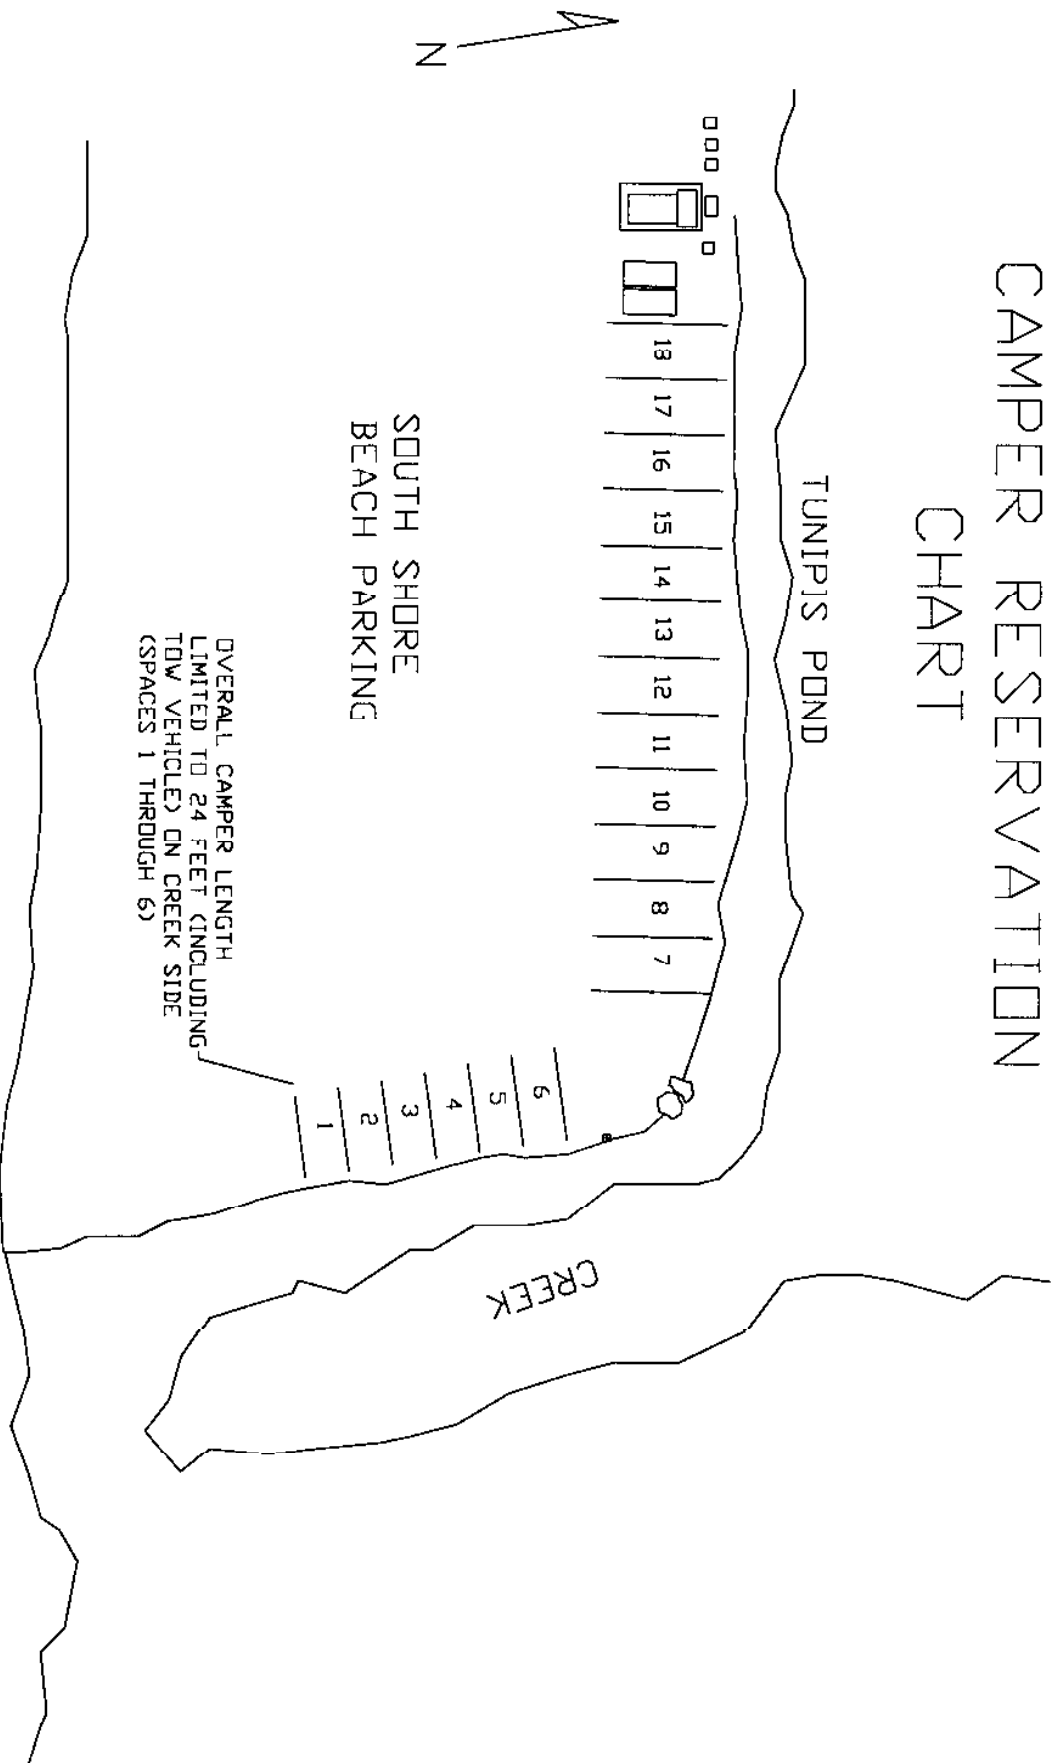 CAMPER RESERVATION
CHART
TUNIPIS POND
N
18
17
16
15
14
13
12
11
10
9
8
7
6
5
4
3
2
1
SOUTH SHORE
BEACH PARKING
CREEK
OVERALL CAMPER LENGTH
LIMITED TO 24 FEET (INCLUDING
TOW VEHICLE) ON CREEK SIDE
(SPACES 1 THROUGH 6)